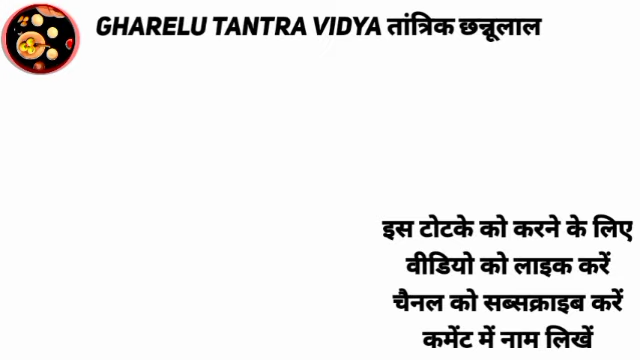 GHARELU TANTRA VIDYA तांत्रिक छन्नूलाल
इस टोटके को करने के लिए
वीडियो को लाइक करें
चैनल को सब्सक्राइब करें
कमेंट में नाम लिखें